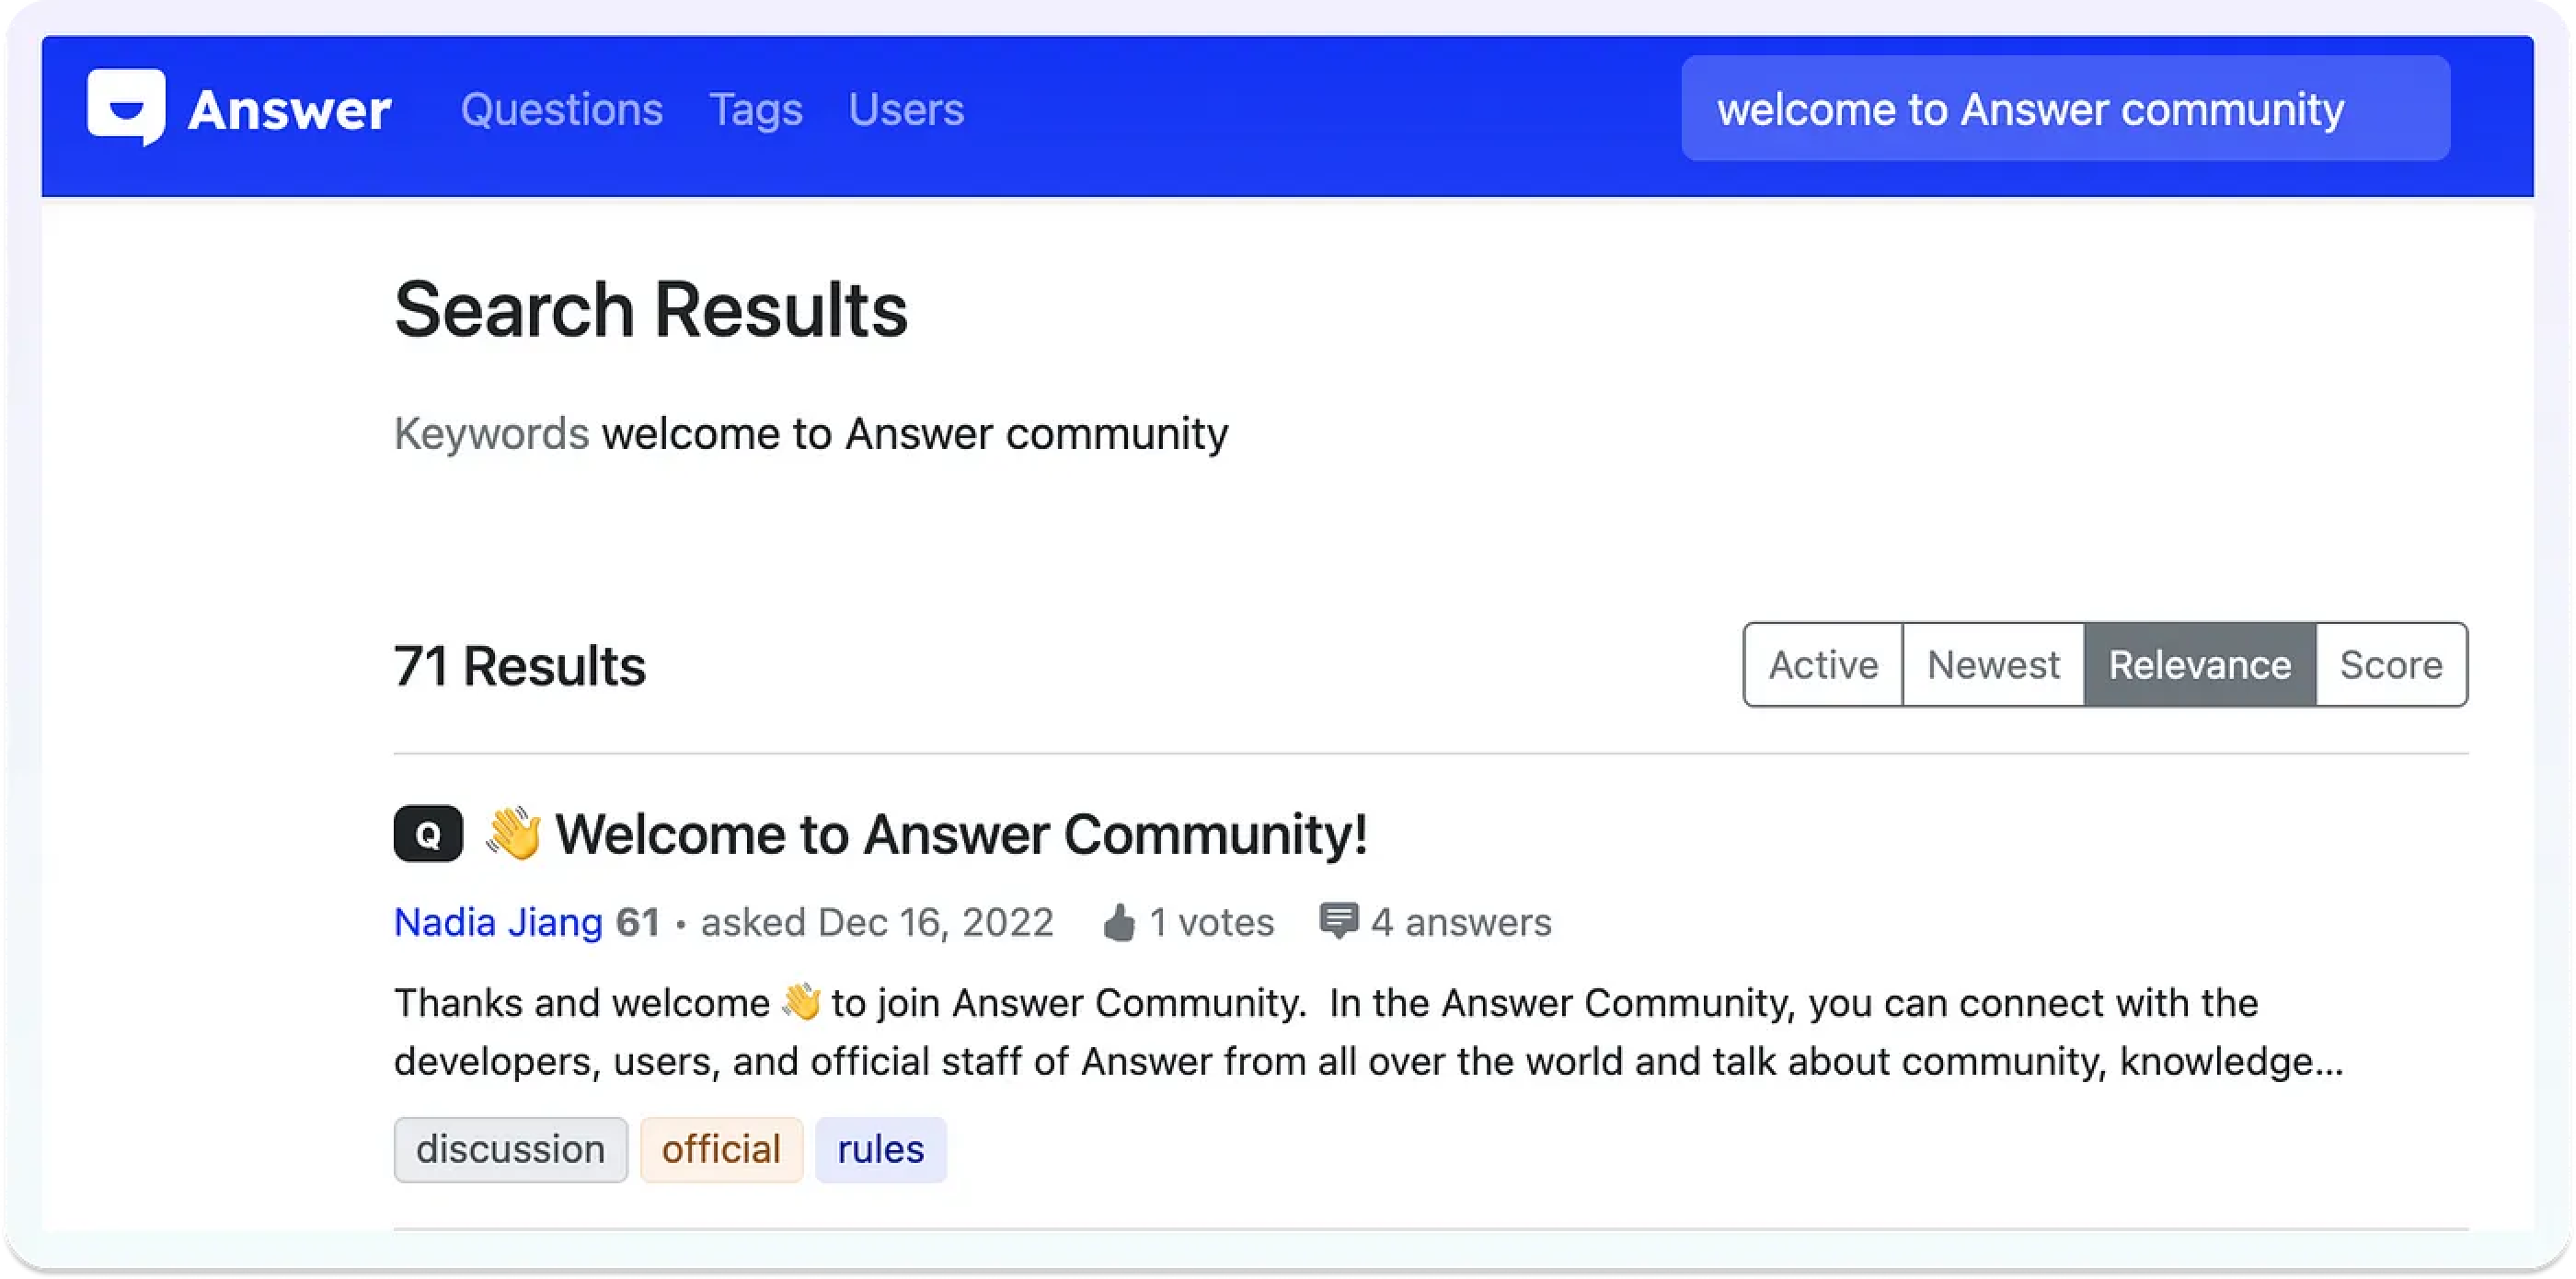 Answer Questions Tags Users welcome to Answer community
Search Results
Keywords welcome to Answer community
71 Results Active Newest Relevance Score
Q 👋 Welcome to Answer Community!
Nadia Jiang 61 • asked Dec 16, 2022 1 votes 4 answers
Thanks and welcome 👋 to join Answer Community.  In the Answer Community, you can connect with the
developers, users, and official staff of Answer from all over the world and talk about community, knowledge...
discussion official rules